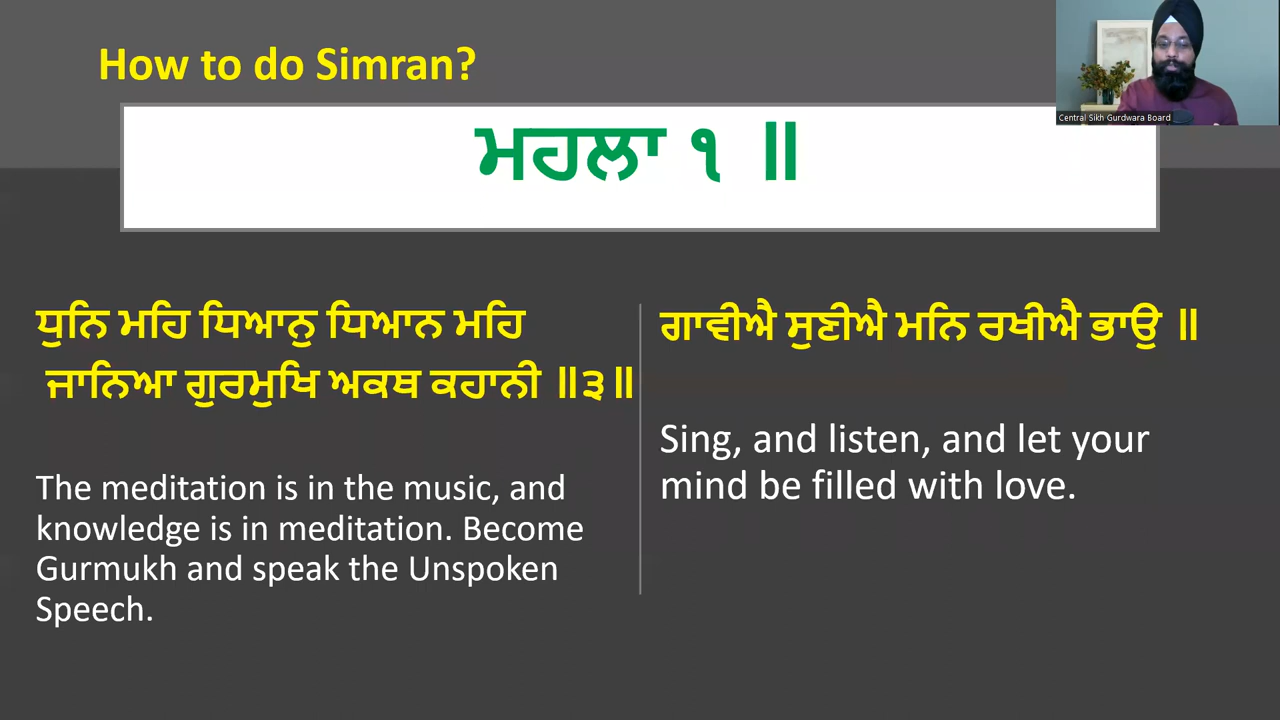 How to do Simran?
Central Sikh Gurdwara Board
ਮਹਲਾ ੧ ॥
ਧੁਨਿ ਮਹਿ ਧਿਆਨੁ ਧਿਆਨ ਮਹਿ
ਜਾਨਿਆ ਗੁਰਮੁਖਿ ਅਕਥ ਕਹਾਨੀ ॥੩॥
The meditation is in the music, and
knowledge is in meditation. Become
Gurmukh and speak the Unspoken
Speech.
ਗਾਵੀਐ ਸੁਣੀਐ ਮਨਿ ਰਖੀਐ ਭਾਉ ॥
Sing, and listen, and let your
mind be filled with love.